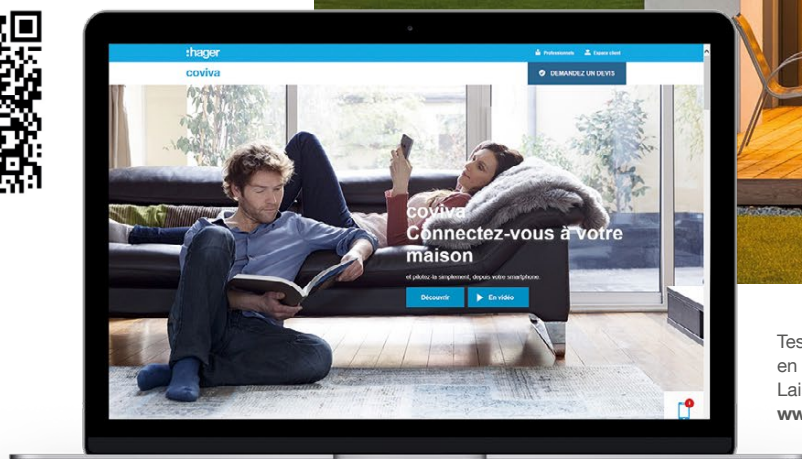 :hager
Professionnels Espace client
coviva
DEMANDEZ UN DEVIS
coviva
Connectez-vous à votre
maison
et pilotez-la simplement, depuis votre smartphone.
Découvrir En vidéo
Tes
en
Lai
ww